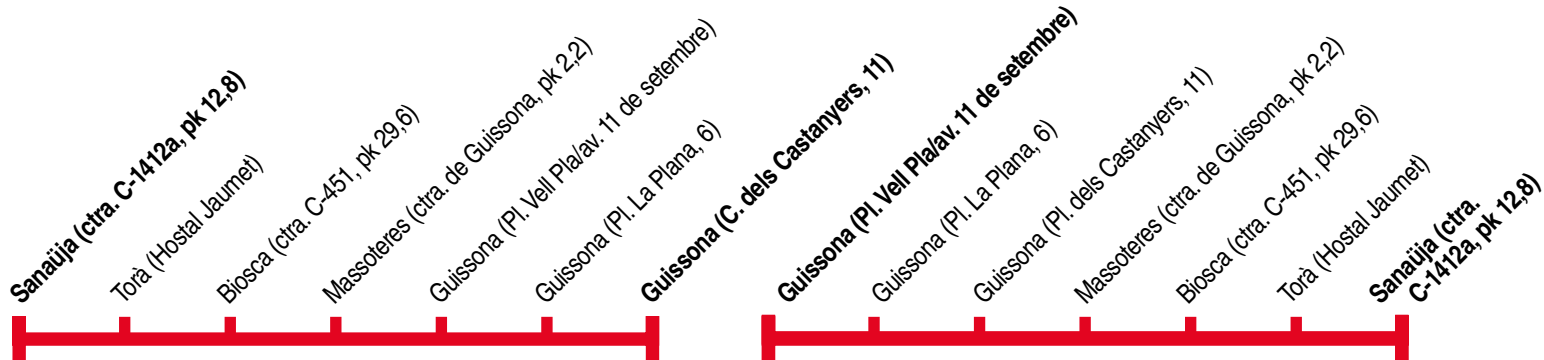 Sanaüja (ctra. C-1412a, pk 12,8)
Torà (Hostal Jaumet)
Biosca (ctra. C-451, pk 29,6)
Massoteres (ctra. de Guissona, pk 2,2)
Guissona (Pl. Vell Pla/av. 11 de setembre)
Guissona (Pl. La Plana, 6)
Guissona (C. dels Castanyers, 11)
Guissona (Pl. Vell Pla/av. 11 de setembre)
Guissona (Pl. La Plana, 6)
Guissona (Pl. dels Castanyers, 11)
Massoteres (ctra. de Guissona, pk 2,2)
Biosca (ctra. C-451, pk 29,6)
Torà (Hostal Jaumet)
Sanaüja (ctra.
C-1412a, pk 12,8)